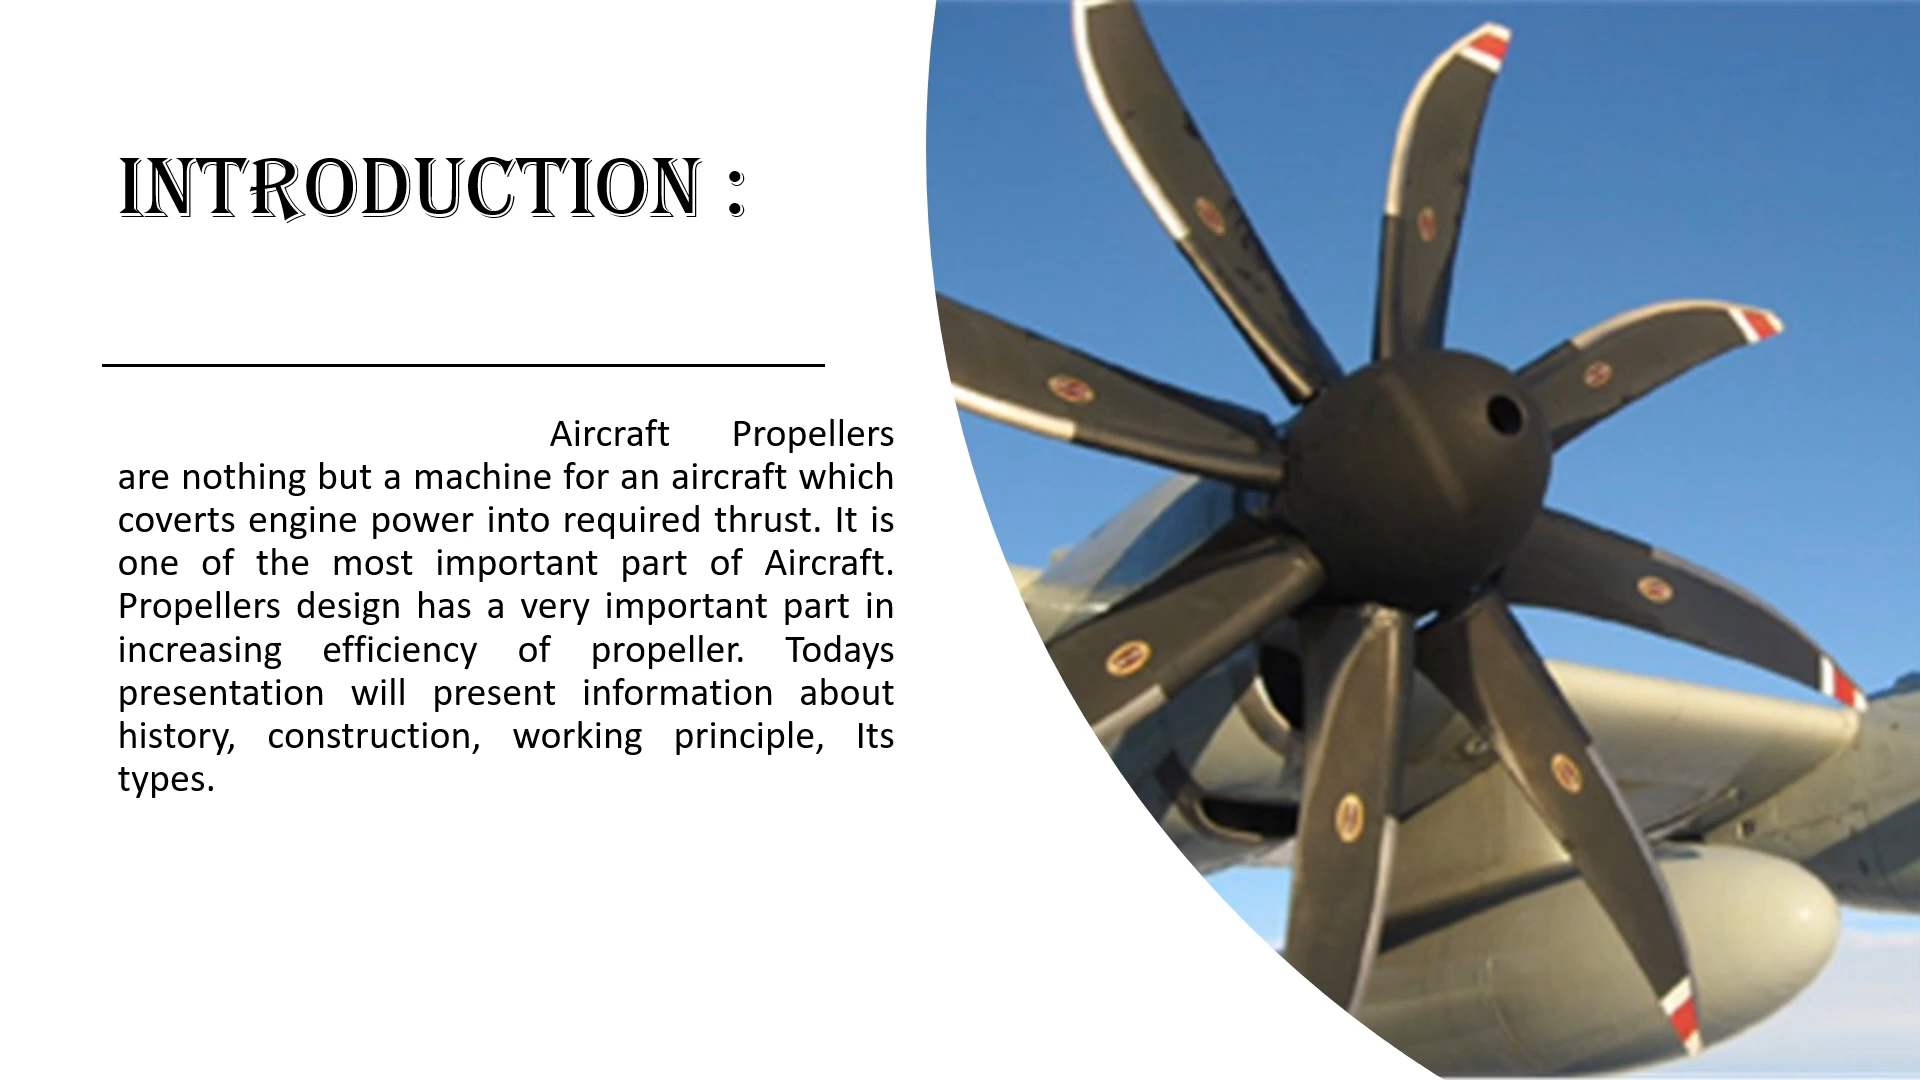 INTRODUCTION :
Aircraft Propellers
are nothing but a machine for an aircraft which
coverts engine power into required thrust. It is
one of the most important part of Aircraft.
Propellers design has a very important part in
increasing efficiency of propeller. Todays
presentation will present information about
history, construction, working principle, Its
types.